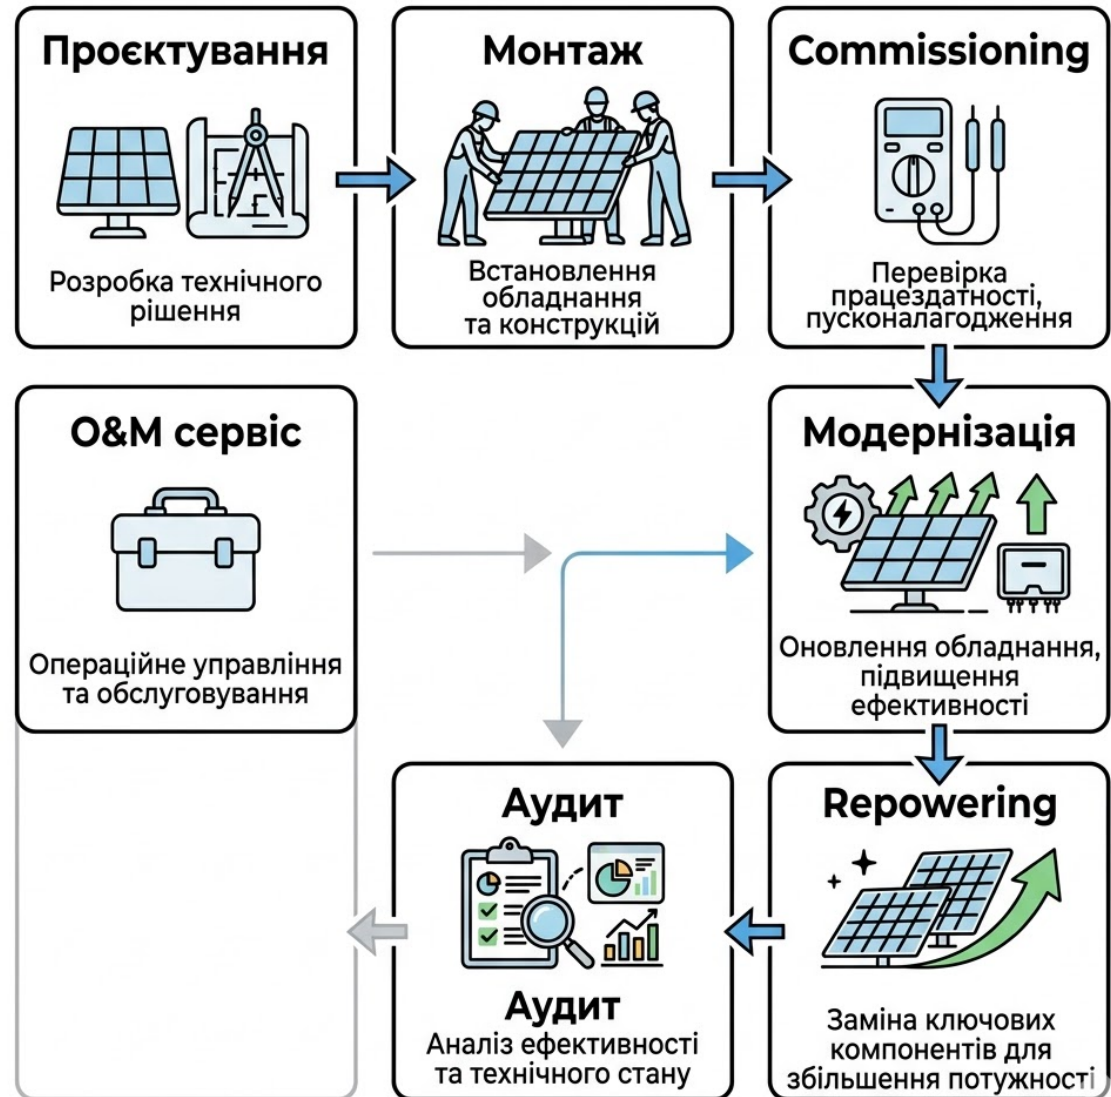 Проєктування
Розробка технічного
рішення
Монтаж
Встановлення
обладнання
та конструкцій
Commissioning
Перевірка
працездатності,
пусконалагодження
O&M сервіс
Операційне управління
та обслуговування
Модернізація
Оновлення обладнання,
підвищення
ефективності
Аудит
Аудит
Аналіз ефективності
та технічного стану
Repowering
Заміна ключових
компонентів для
збільшення потужності